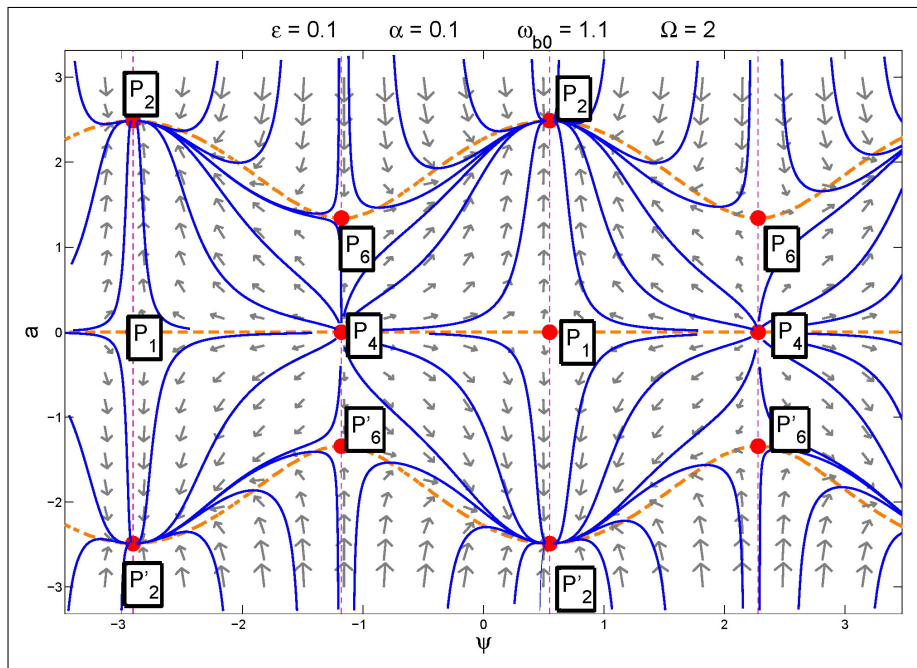 ε = 0.1 α = 0.1 ω_b0 = 1.1 Ω = 2
3
P_2 P_2
2
1
P_6 P_6
a
0
P_1 P_4 P_1 P_4
−1
P'_6 P'_6
−2
P'_2 P'_2
−3
−3 −2 −1 0 1 2 3
ψ